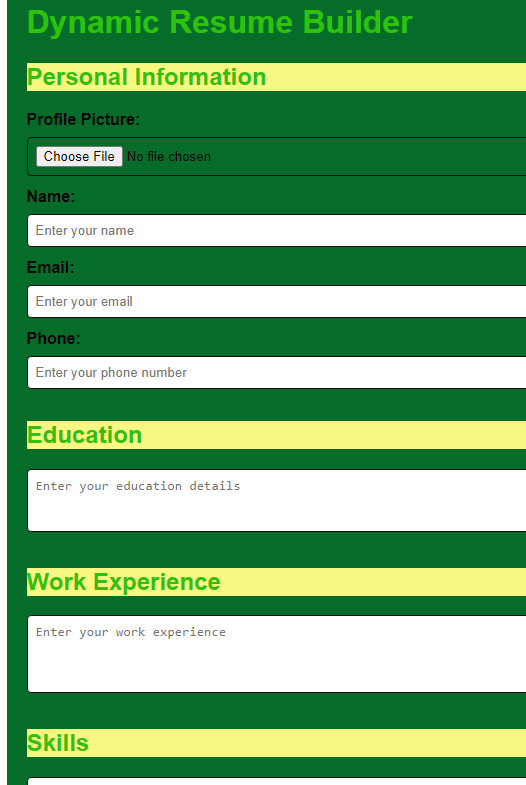 Dynamic Resume Builder
Personal Information
Profile Picture:
Choose File No file chosen
Name:
Enter your name
Email:
Enter your email
Phone:
Enter your phone number
Education
Enter your education details
Work Experience
Enter your work experience
Skills